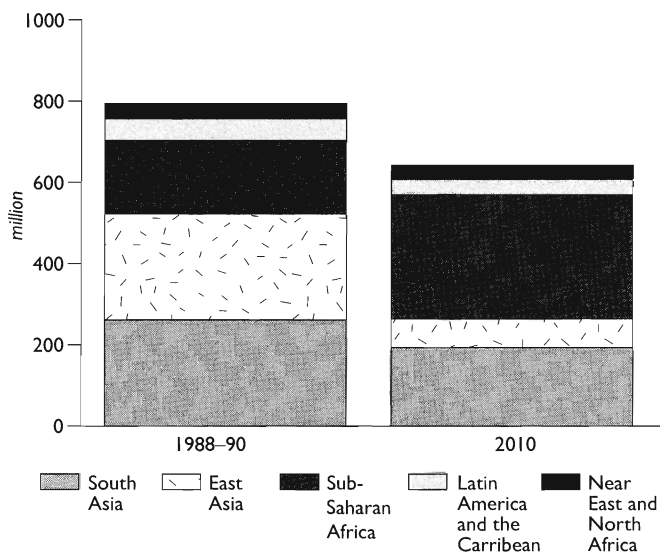 1000
800
600
400
200
0
million
1988–90
2010
South
Asia
East
Asia
Sub-
Saharan
Africa
Latin
America
and the
Carribean
Near
East and
North
Africa